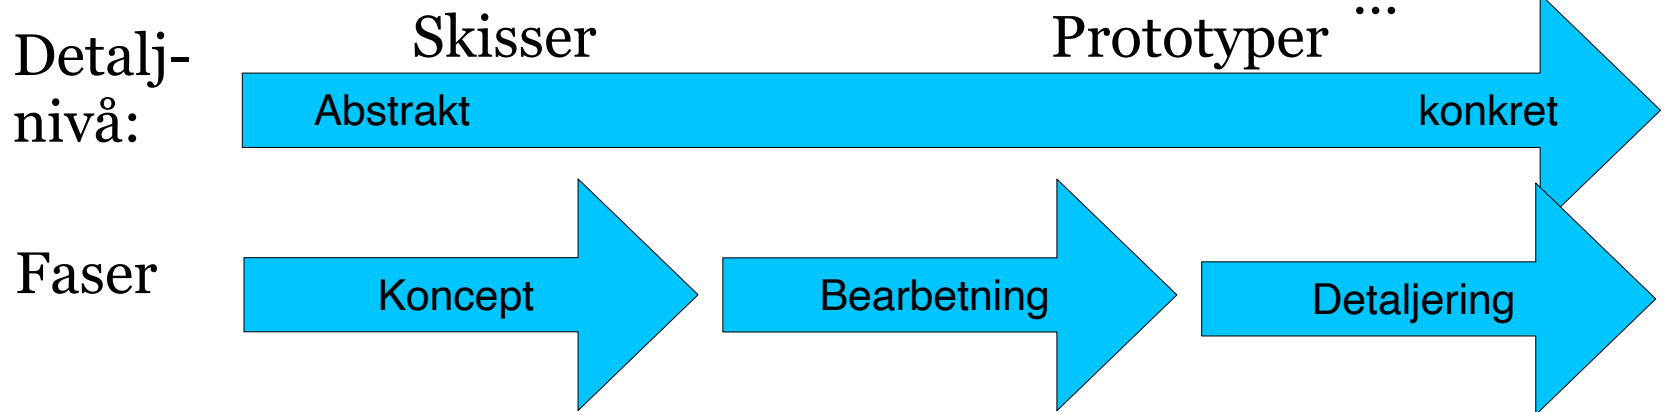 Detalj-
nivå:
Skisser
Prototyper ...
Abstrakt
konkret
Faser
Koncept
Bearbetning
Detaljering